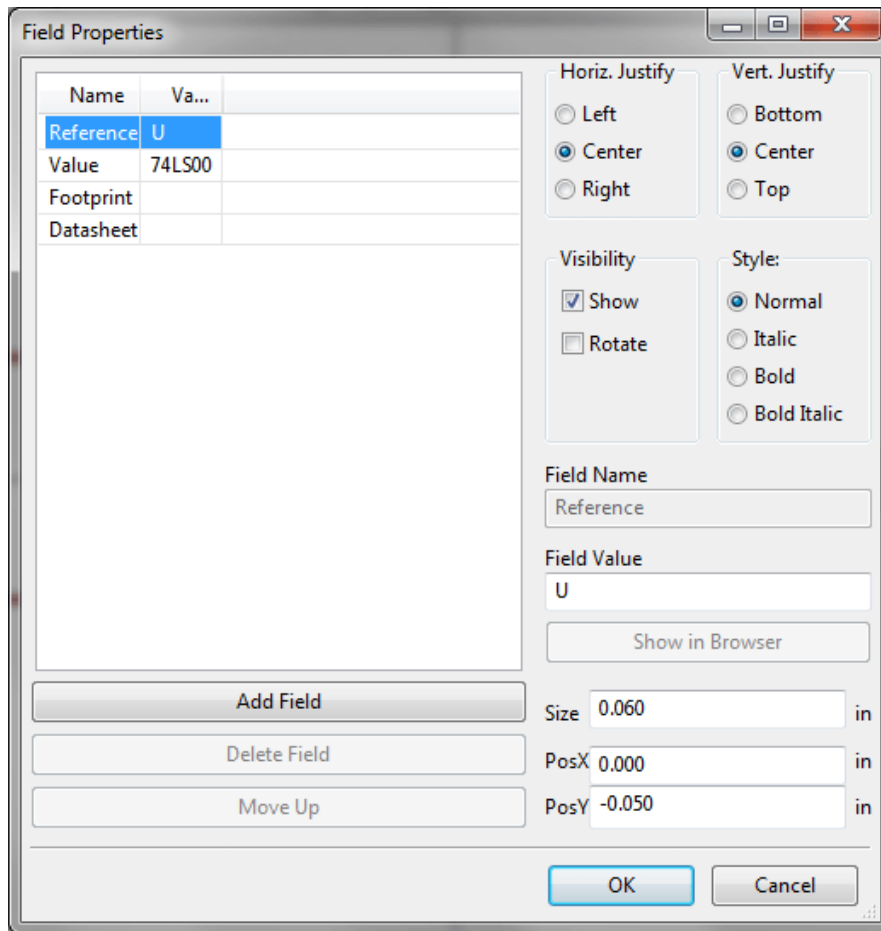 Field Properties
Name Va...
Reference U
Value 74LS00
Footprint
Datasheet
Horiz. Justify
Left
Center
Right
Vert. Justify
Bottom
Center
Top
Visibility
Show
Rotate
Style:
Normal
Italic
Bold
Bold Italic
Field Name
Reference
Field Value
U
Show in Browser
Add Field
Delete Field
Move Up
Size 0.060 in
PosX 0.000 in
PosY -0.050 in
OK Cancel